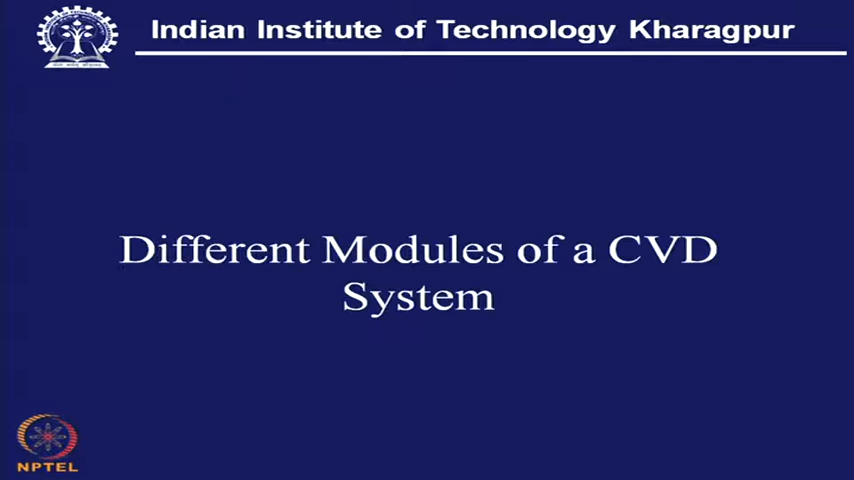 Indian Institute of Technology Kharagpur
Different Modules of a CVD
System
NPTEL